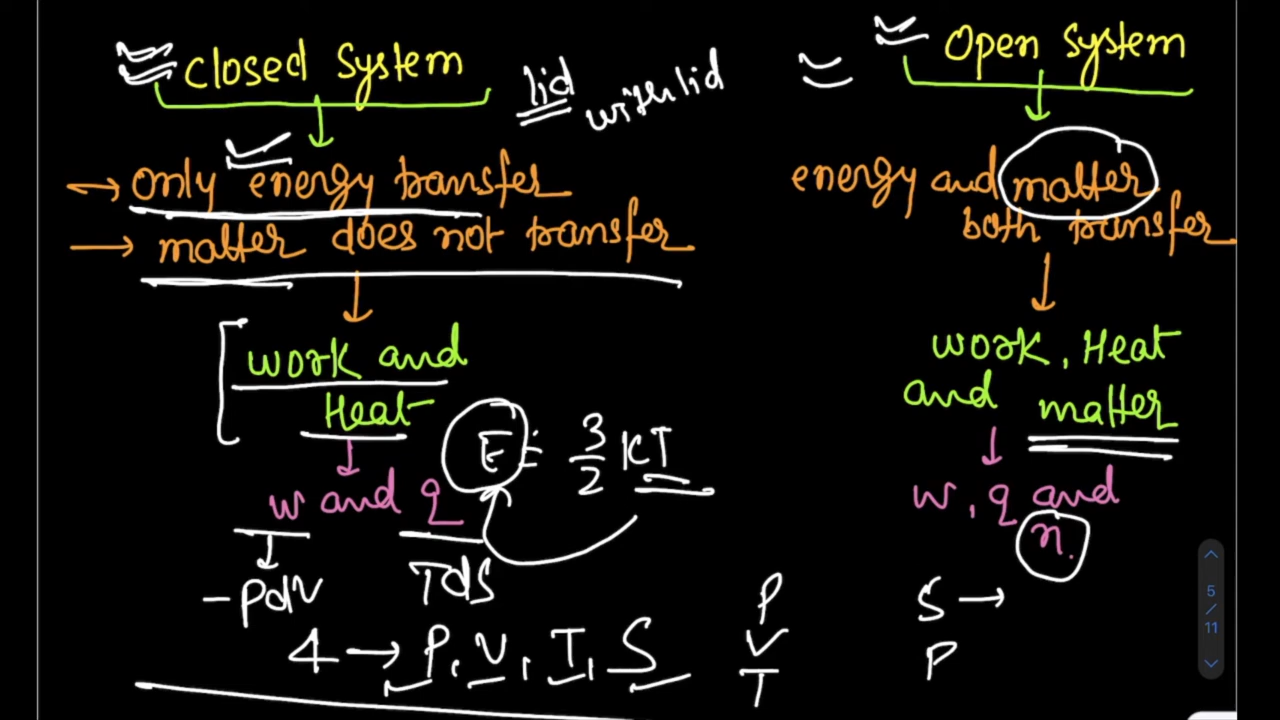 Closed System
lid
with lid
only energy transfer
matter does not transfer
work and
Heat
E = 3/2 KT
w and q
-PdV
TdS
4 → P, V, T, S
P
V
T
Open System
energy and matter
both transfer
work, Heat
and matter
w, q and
n.
S →
P
5
/
11